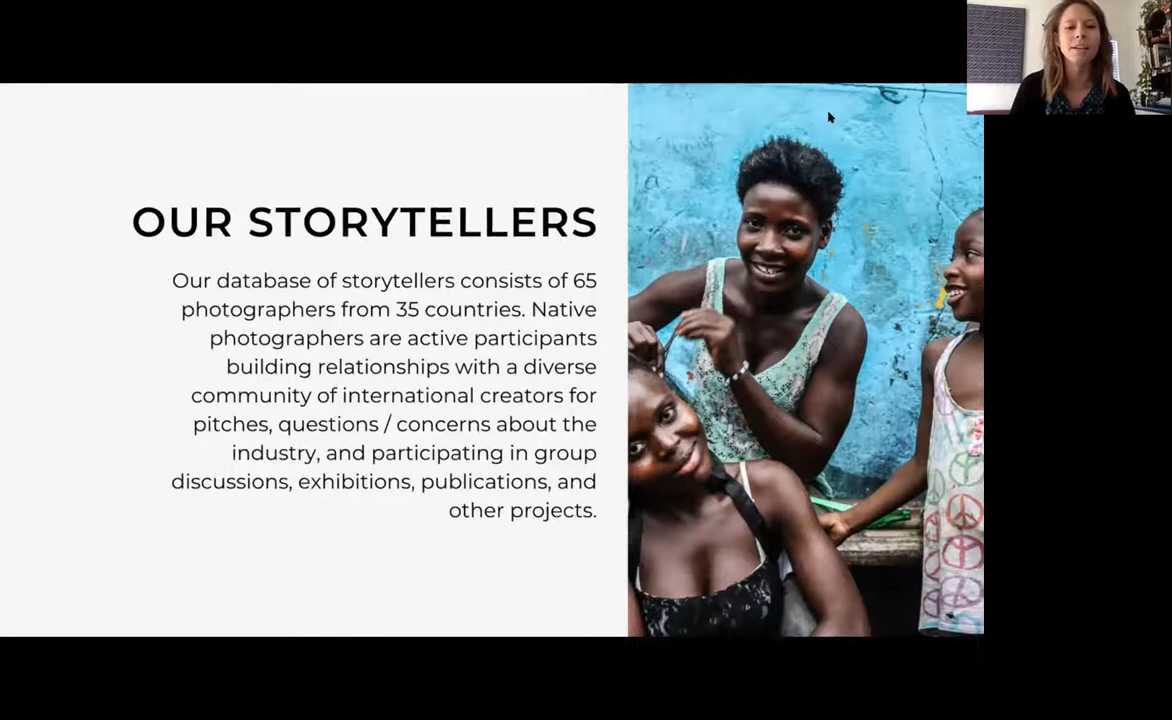 OUR STORYTELLERS
Our database of storytellers consists of 65
photographers from 35 countries. Native
photographers are active participants
building relationships with a diverse
community of international creators for
pitches, questions / concerns about the
industry, and participating in group
discussions, exhibitions, publications, and
other projects.